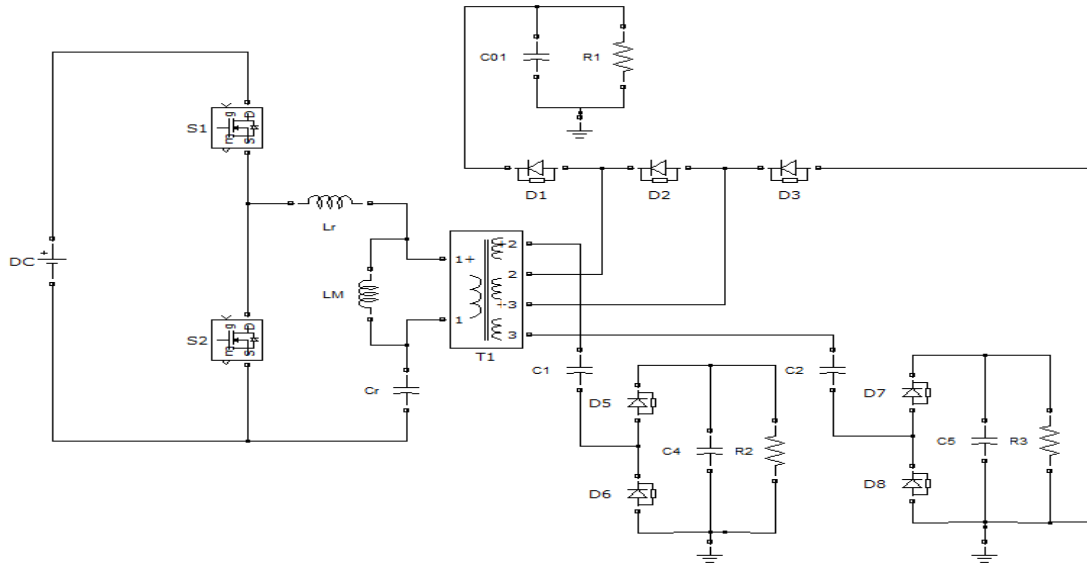 C01
R1
S1
g
D
m
S
D1
D2
D3
Lr
DC
+
LM
1+
1
+2
2
+3
3
T1
S2
g
D
m
S
Cr
C1
C2
D5
D6
C4
R2
D7
D8
C5
R3